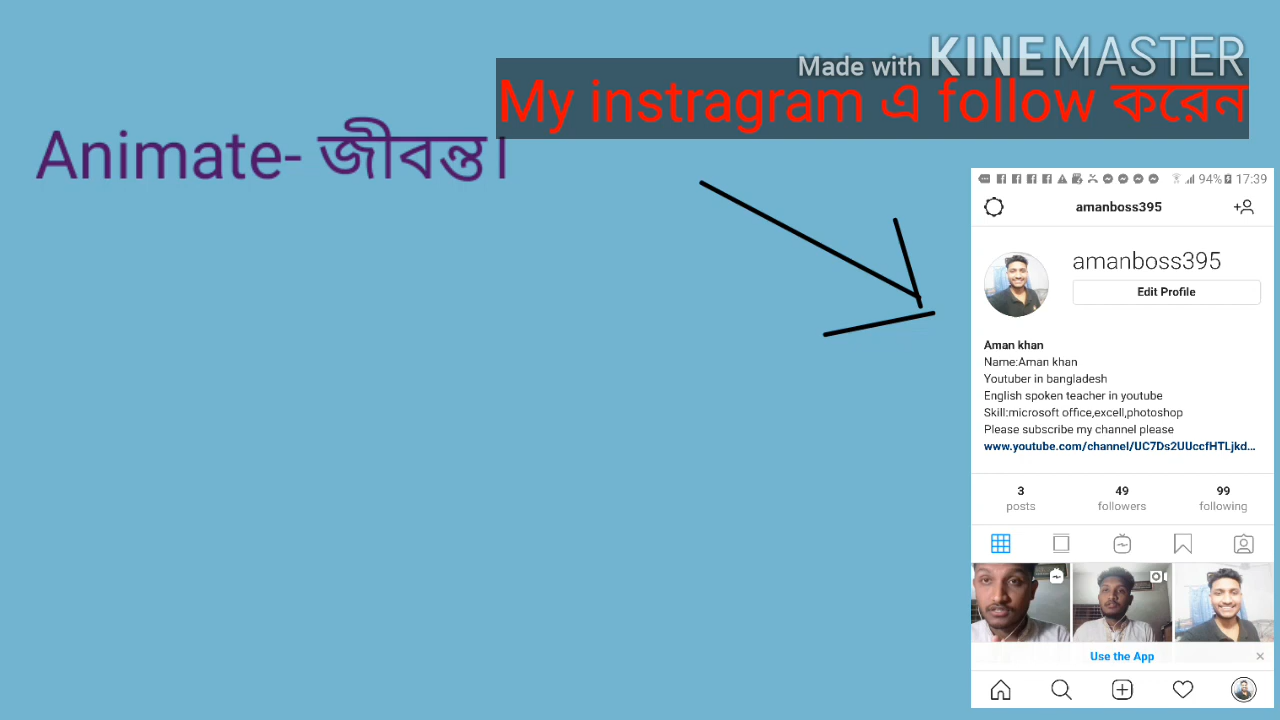 Made with KINEMASTER
My instragram এ follow করেন
Animate- জীবন্ত।
94% 17:39
amanboss395
amanboss395
Edit Profile
Aman khan
Name:Aman khan
Youtuber in bangladesh
English spoken teacher in youtube
Skill:microsoft office,excell,photoshop
Please subscribe my channel please
www.youtube.com/channel/UC7Ds2UUccfHTLjkd...
3 49 99
posts followers following
Use the App